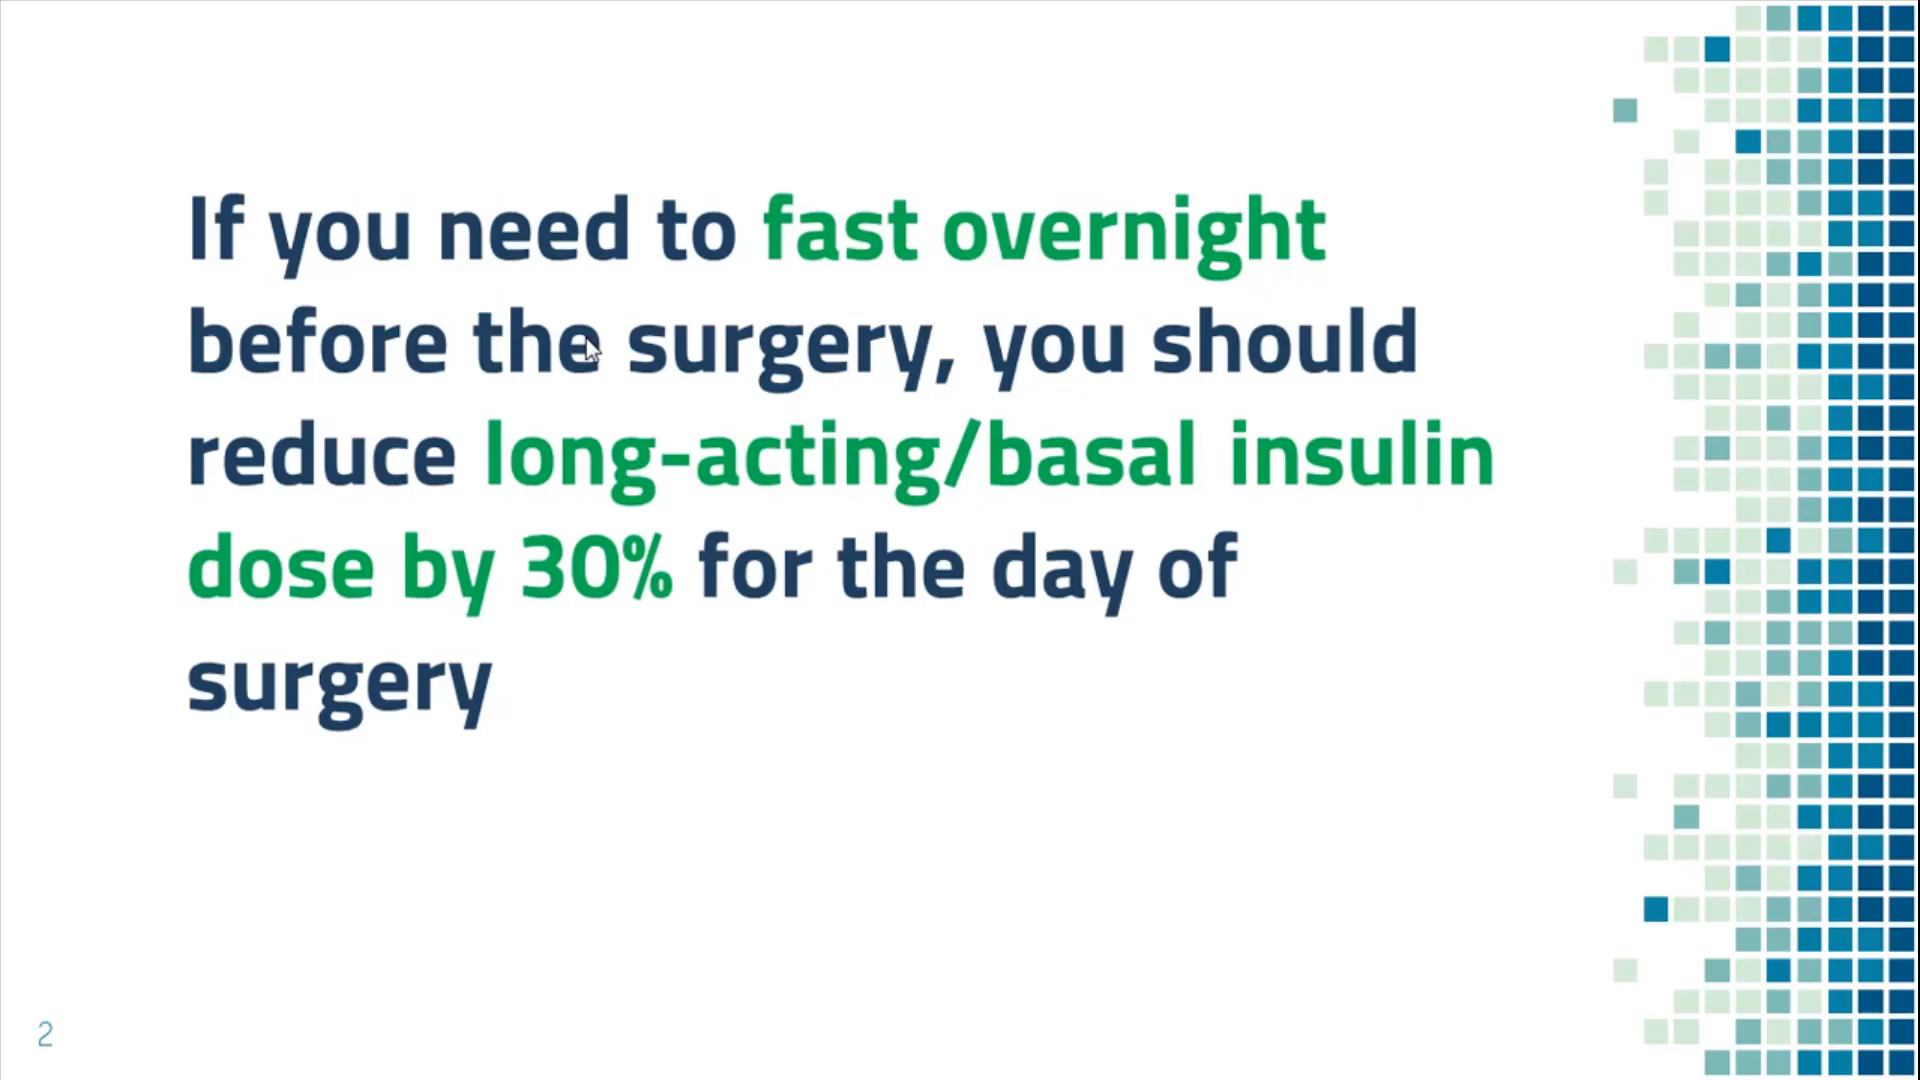 If you need to fast overnight
before the surgery, you should
reduce long-acting/basal insulin
dose by 30% for the day of
surgery
2